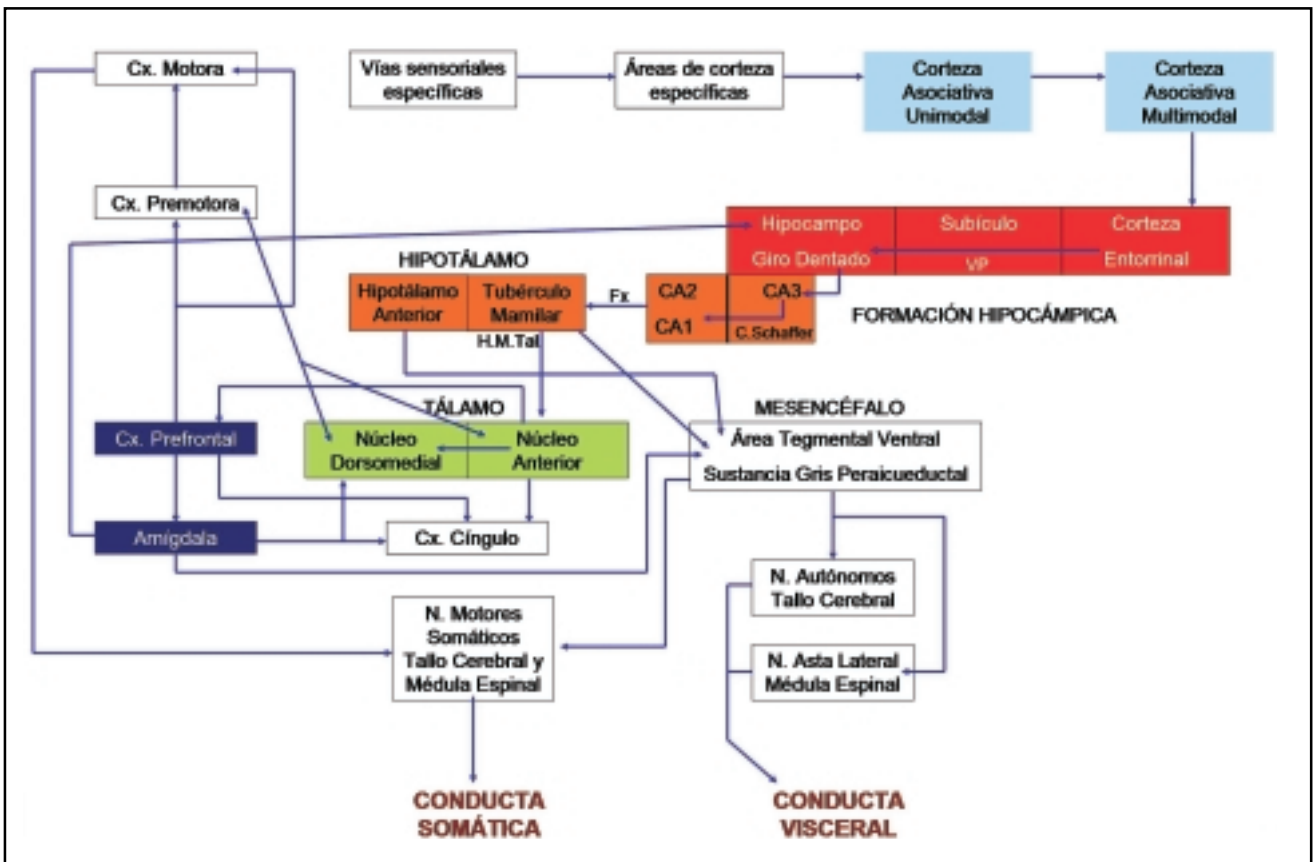 Cx. Motora
Vías sensoriales
específicas
Áreas de corteza
específicas
Corteza
Asociativa
Unimodal
Corteza
Asociativa
Multimodal
Cx. Premotora
Hipocampo
Giro Dentado
Subículo
VP
Corteza
Entorrinal
HIPOTÁLAMO
Hipotálamo
Anterior
Tubérculo
Mamilar
Fx
CA2
CA1
CA3
C.Schaffer
FORMACIÓN HIPOCÁMPICA
H.M.Tal
TÁLAMO
Cx. Prefrontal
Núcleo
Dorsomedial
Núcleo
Anterior
MESENCÉFALO
Área Tegmental Ventral
Sustancia Gris Peraicueductal
Amígdala
Cx. Cíngulo
N. Autónomos
Tallo Cerebral
N. Motores
Somáticos
Tallo Cerebral y
Médula Espinal
N. Asta Lateral
Médula Espinal
CONDUCTA
SOMÁTICA
CONDUCTA
VISCERAL